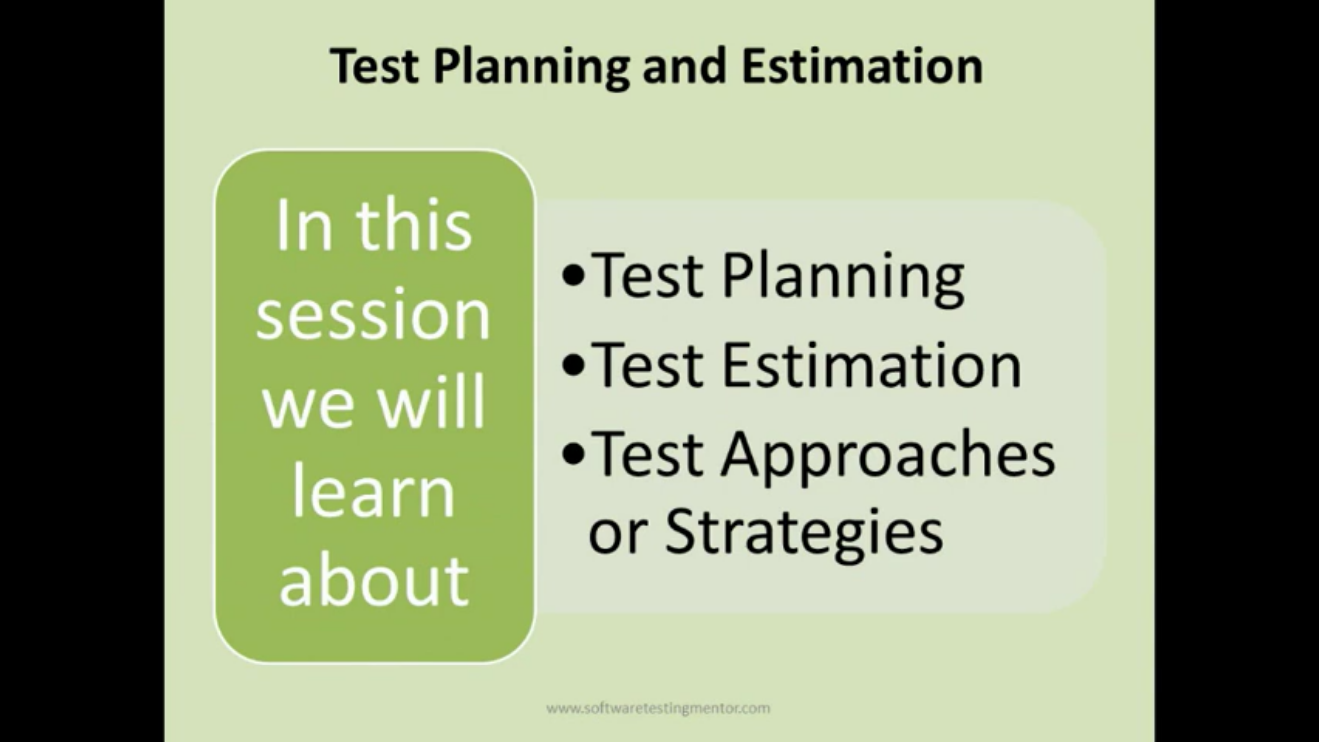 Test Planning and Estimation
In this
session
we will
learn
about
•Test Planning
•Test Estimation
•Test Approaches
or Strategies
www.softwaretestingmentor.com